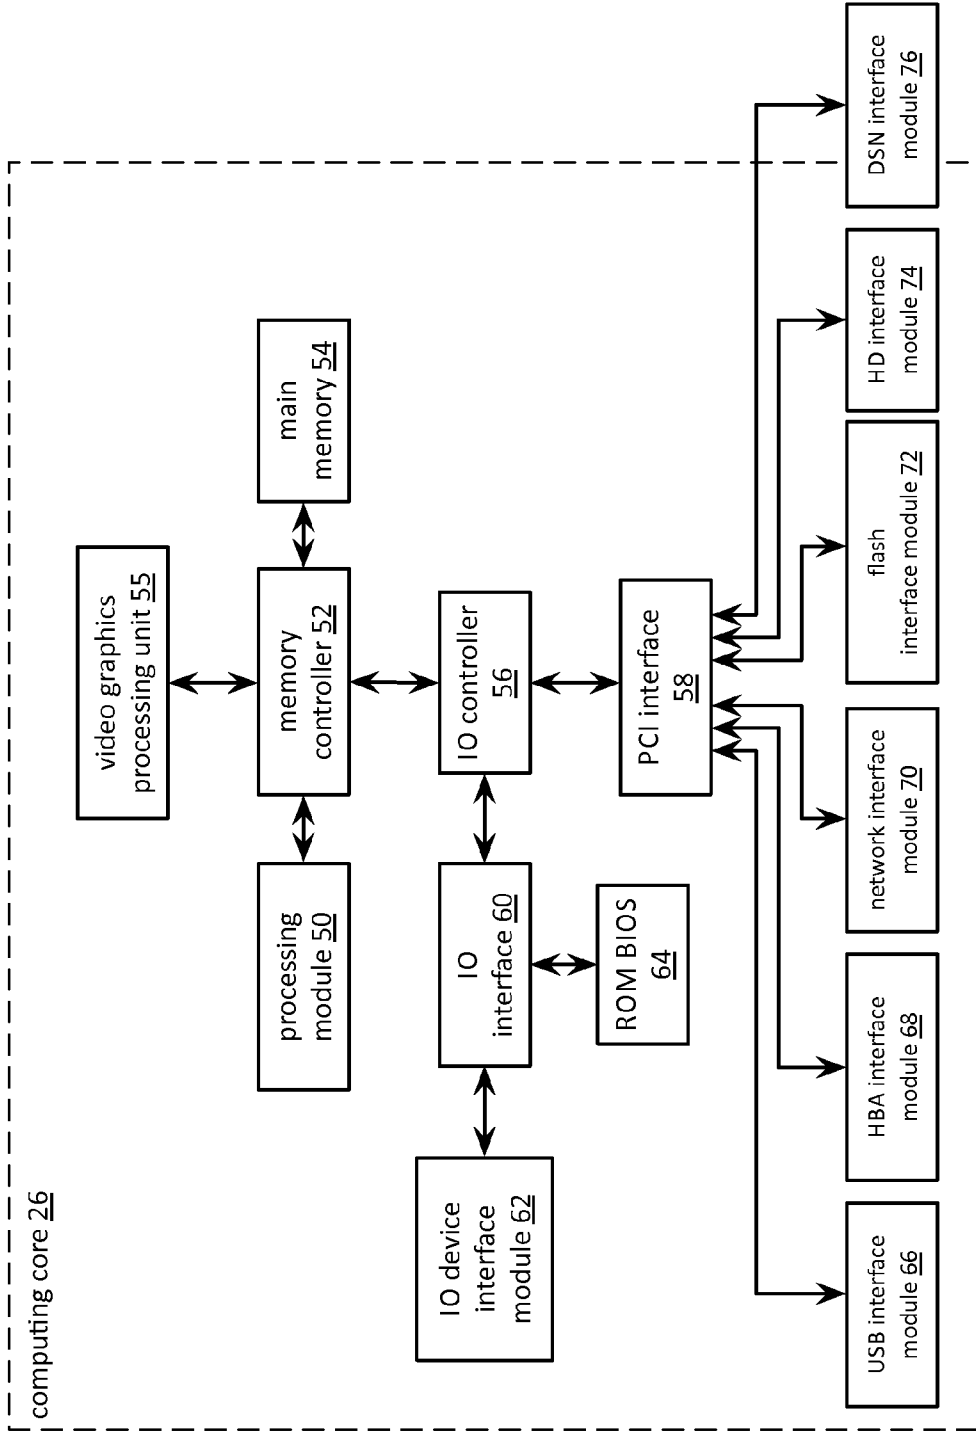 computing core 26
video graphics
processing unit 55
processing
module 50
memory
controller 52
main
memory 54
IO device
interface
module 62
IO
interface 60
IO controller
56
ROM BIOS
64
PCI interface
58
USB interface
module 66
HBA interface
module 68
network interface
module 70
flash
interface module 72
HD interface
module 74
DSN interface
module 76